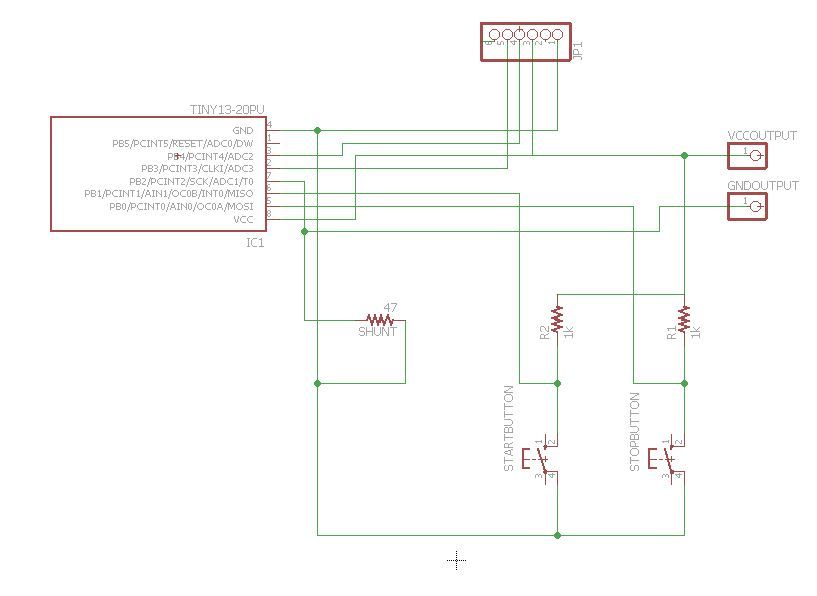 6 5 4 3 2 1
JP1
TINY13-20PU
GND 4
PB5/PCINT5/RESET/ADC0/DW 1
PB4/PCINT4/ADC2 3
PB3/PCINT3/CLKI/ADC3 2
PB2/PCINT2/SCK/ADC1/T0 7
PB1/PCINT1/AIN1/OC0B/INT0/MISO 6
PB0/PCINT0/AIN0/OC0A/MOSI 5
VCC 8
IC1
VCCOUTPUT
1
GNDOUTPUT
1
47
SHUNT
R2
1k
R1
1k
STARTBUTTON
1 2
3 4
STOPBUTTON
1 2
3 4